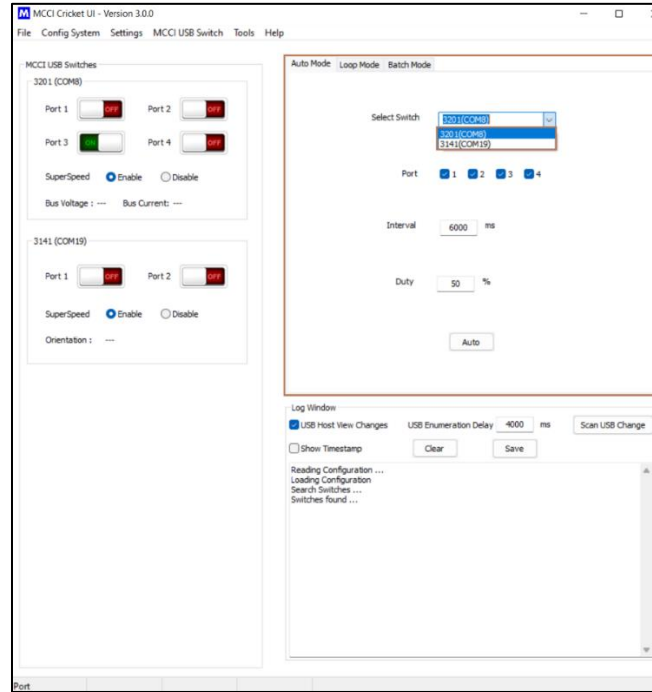 M MCCI Cricket UI - Version 3.0.0
File Config System Settings MCCI USB Switch Tools Help
MCCI USB Switches
3201 (COM8)
Port 1 OFF Port 2 OFF
Port 3 ON Port 4 OFF
SuperSpeed Enable Disable
Bus Voltage : --- Bus Current: ---
3141 (COM19)
Port 1 OFF Port 2 OFF
SuperSpeed Enable Disable
Orientation : ---
Auto Mode Loop Mode Batch Mode
Select Switch 3201(COM8)
3201(COM8)
3141(COM19)
Port 1 2 3 4
Interval 6000 ms
Duty 50 %
Auto
Log Window
USB Host View Changes USB Enumeration Delay 4000 ms Scan USB Change
Show Timestamp Clear Save
Reading Configuration ...
Loading Configuration
Search Switches ...
Switches found ...
Port